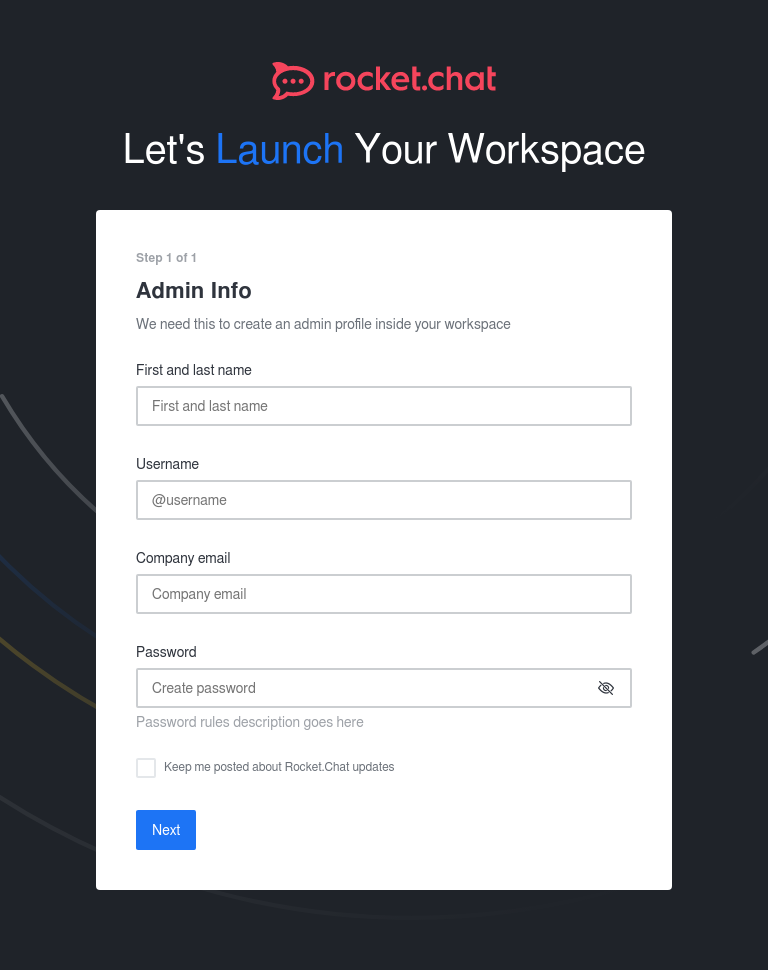 rocket.chat
Let's Launch Your Workspace
Step 1 of 1
Admin Info
We need this to create an admin profile inside your workspace
First and last name
First and last name
Username
@username
Company email
Company email
Password
Create password
Password rules description goes here
Keep me posted about Rocket.Chat updates
Next